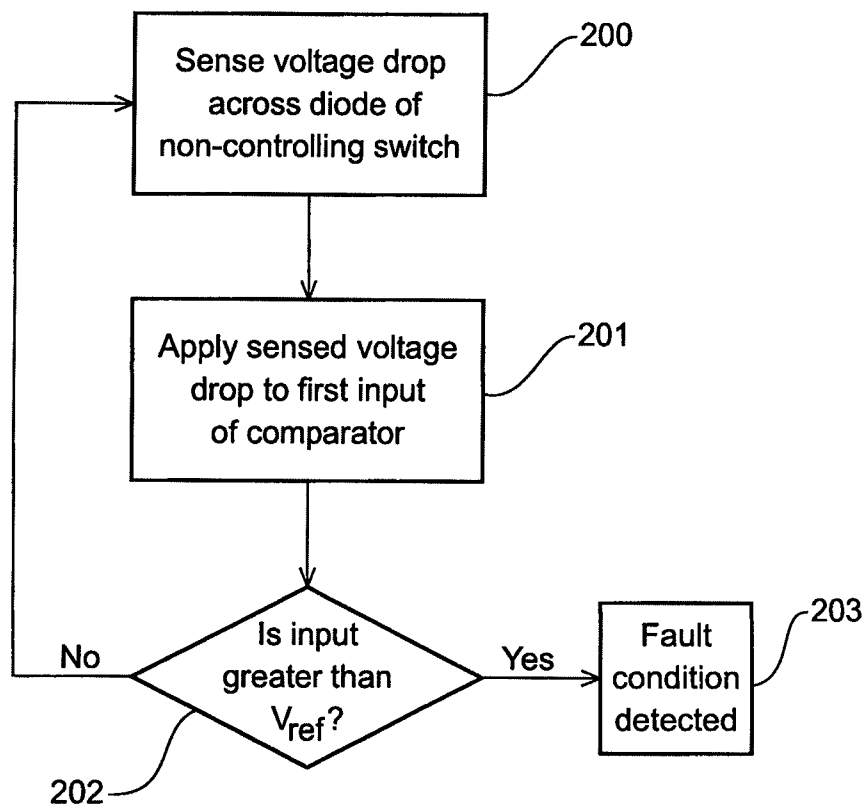 200
Sense voltage drop
across diode of
non-controlling switch
201
Apply sensed voltage
drop to first input
of comparator
203
Is input
greater than
Vref?
No
Yes
Fault
condition
detected
202